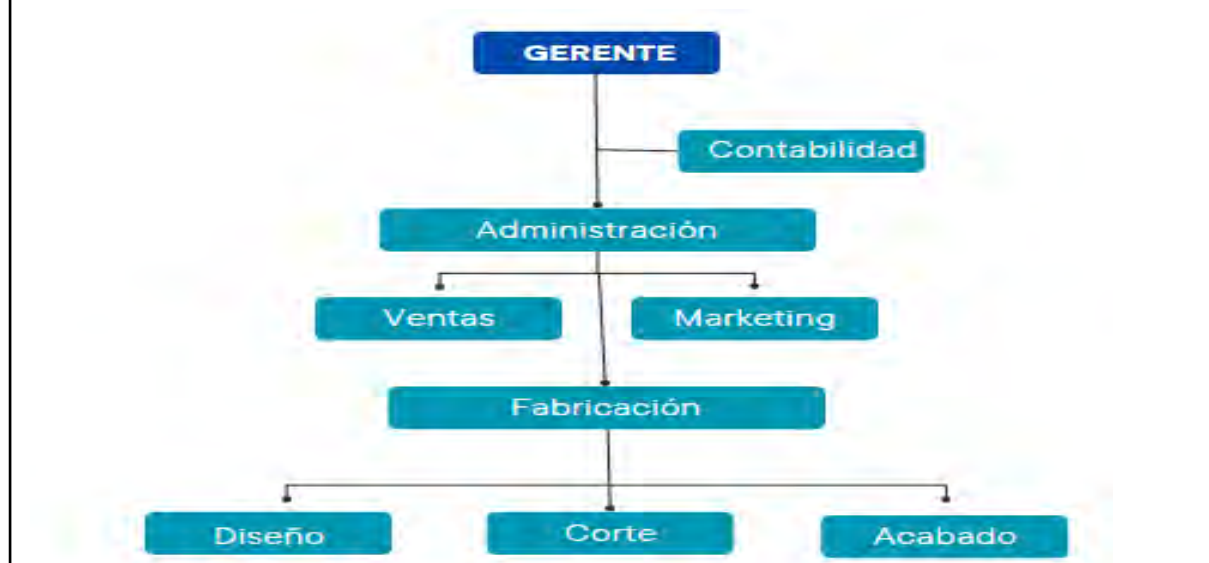 GERENTE
Contabilidad
Administración
Ventas
Marketing
Fabricación
Diseño
Corte
Acabado